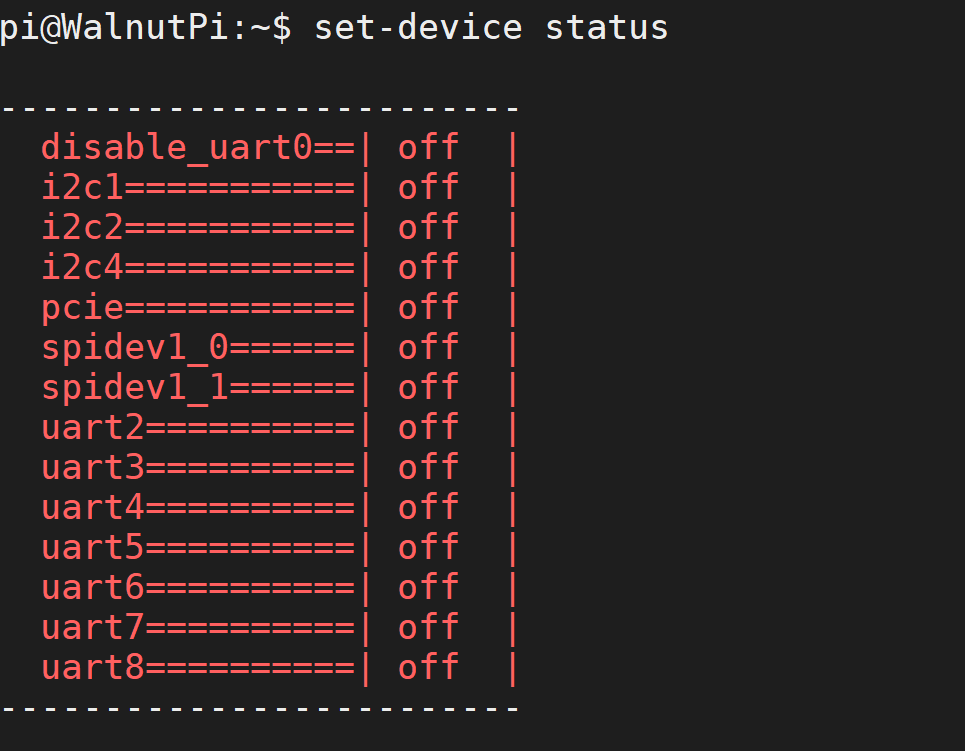 pi@WalnutPi:~$ set-device status
-------------------------
disable_uart0==| off  |
i2c1===========| off  |
i2c2===========| off  |
i2c4===========| off  |
pcie===========| off  |
spidev1_0======| off  |
spidev1_1======| off  |
uart2==========| off  |
uart3==========| off  |
uart4==========| off  |
uart5==========| off  |
uart6==========| off  |
uart7==========| off  |
uart8==========| off  |
-------------------------